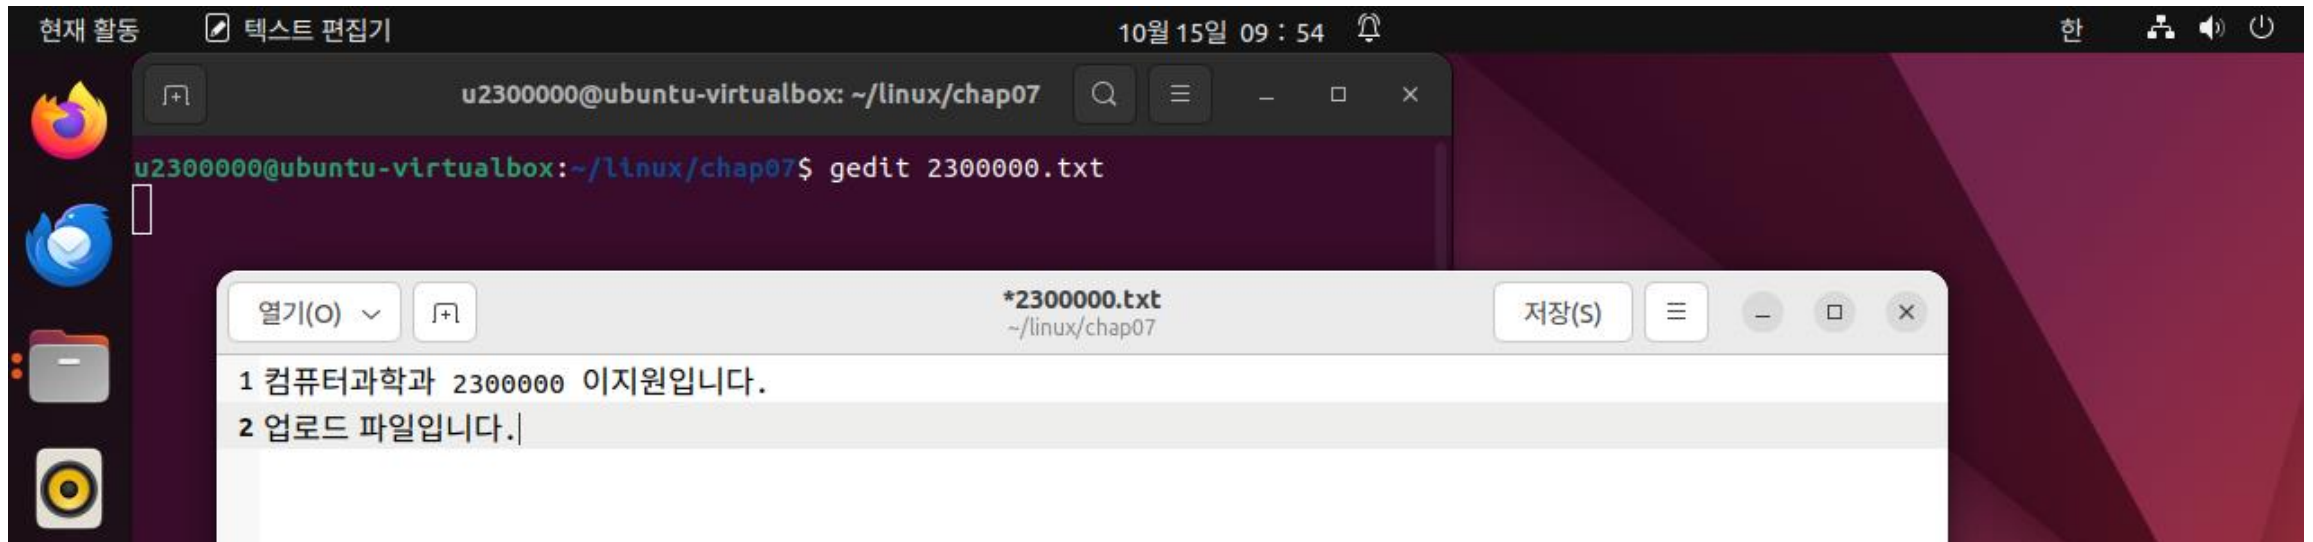 현재 활동 텍스트 편집기 10월 15일 09 : 54 한
u2300000@ubuntu-virtualbox: ~/linux/chap07
u2300000@ubuntu-virtualbox:~/linux/chap07$ gedit 2300000.txt
열기(O) *2300000.txt 저장(S)
~/linux/chap07
1 컴퓨터과학과 2300000 이지원입니다.
2 업로드 파일입니다.